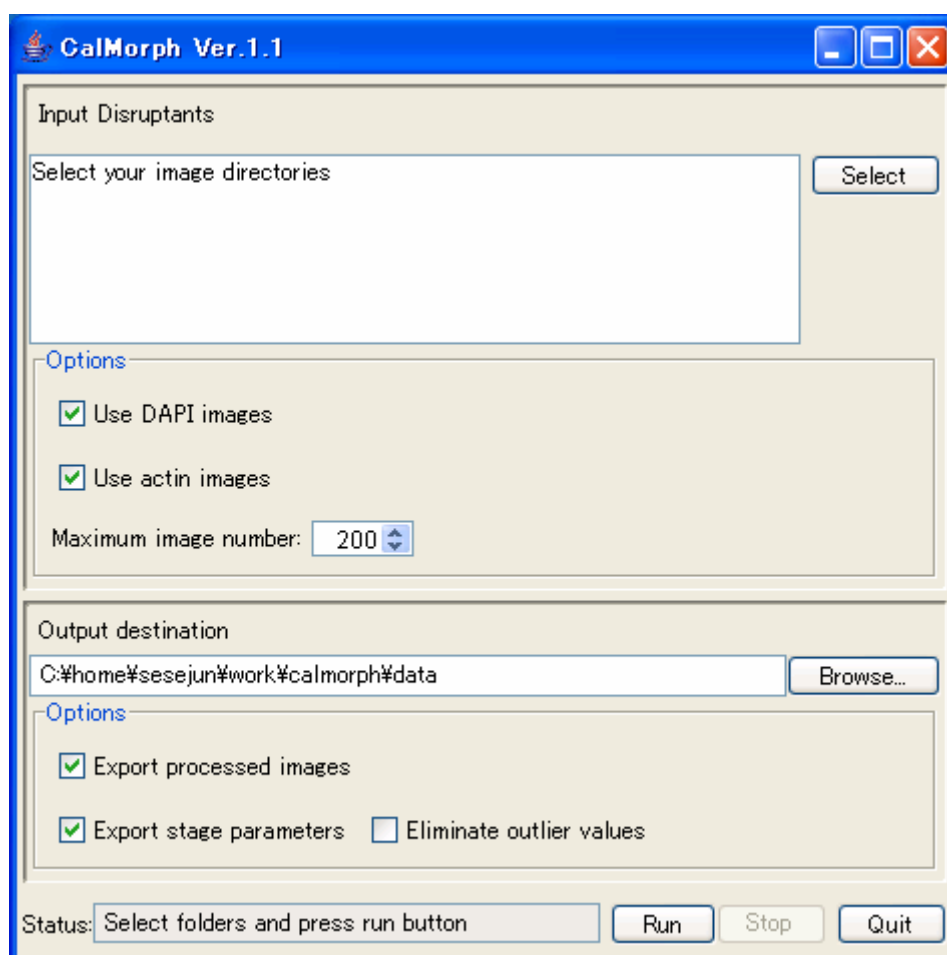 CalMorph Ver.1.1
Input Disruptants
Select your image directories
Select
Options
Use DAPI images
Use actin images
Maximum image number: 200
Output destination
C:¥home¥sesejun¥work¥calmorph¥data
Browse...
Options
Export processed images
Export stage parameters Eliminate outlier values
Status: Select folders and press run button Run Stop Quit